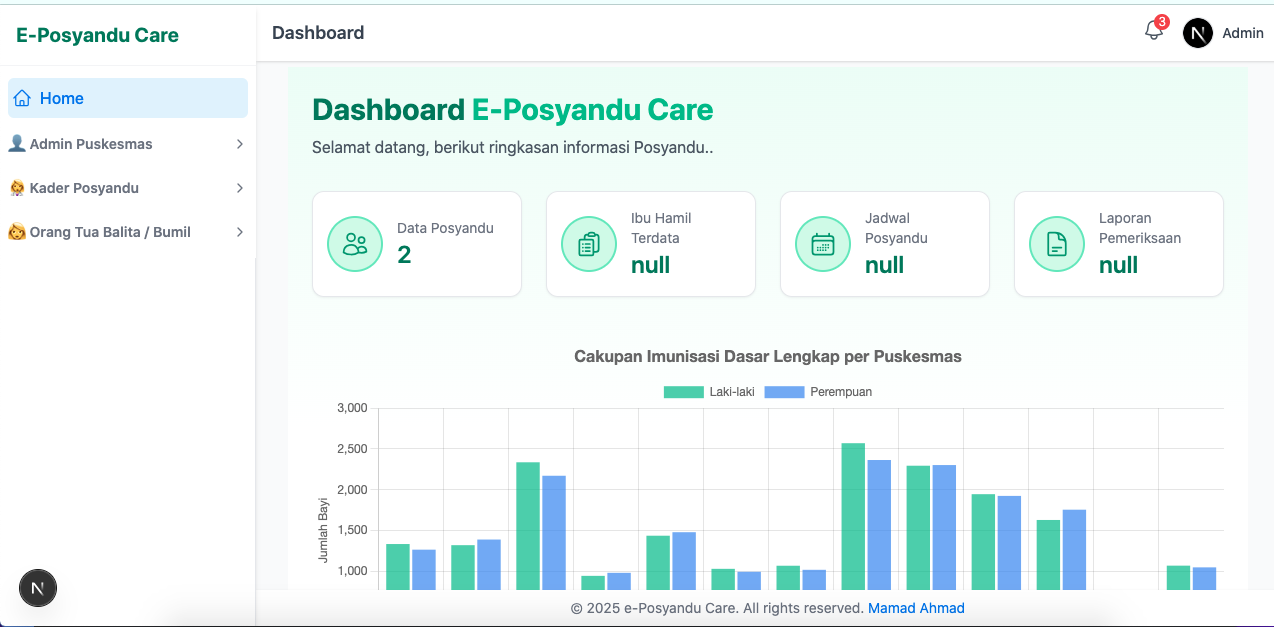 E-Posyandu Care
Dashboard
3
N
Admin
Home
Admin Puskesmas
Kader Posyandu
Orang Tua Balita / Bumil
Dashboard E-Posyandu Care
Selamat datang, berikut ringkasan informasi Posyandu..
Data Posyandu
2
Ibu Hamil
Terdata
null
Jadwal
Posyandu
null
Laporan
Pemeriksaan
null
Cakupan Imunisasi Dasar Lengkap per Puskesmas
Laki-laki
Perempuan
3,000
2,500
2,000
1,500
1,000
Jumlah Bayi
N
© 2025 e-Posyandu Care. All rights reserved. Mamad Ahmad